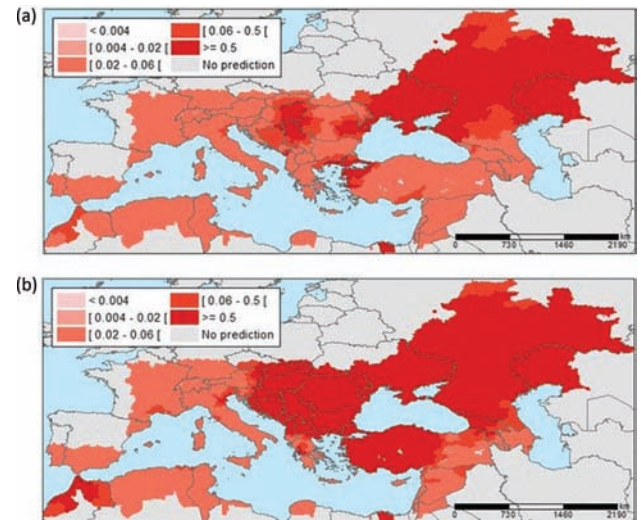 (a)
< 0.004
[ 0.004 - 0.02 [
[ 0.02 - 0.06 [
[ 0.06 - 0.5 [
>= 0.5
No prediction
km
0 730 1460 2190
(b)
< 0.004
[ 0.004 - 0.02 [
[ 0.02 - 0.06 [
[ 0.06 - 0.5 [
>= 0.5
No prediction
km
0 730 1460 2190